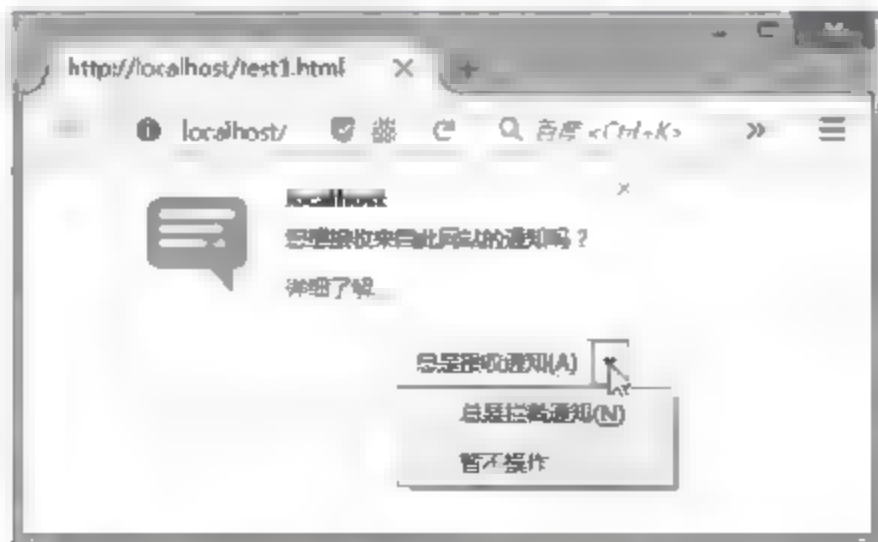 http://localhost/test1.html
localhost/ 百度 <Ctrl+K>
localhost
您想接收来自此网站的通知吗？
详细了解...
总是接收通知(A)
总是拦截通知(N)
暂不操作